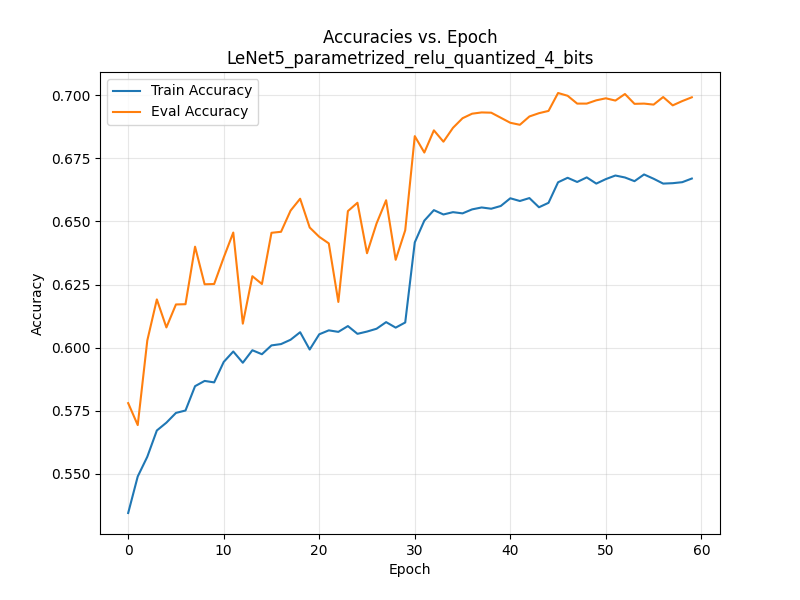 Accuracies vs. Epoch
LeNet5_parametrized_relu_quantized_4_bits
Train Accuracy
Eval Accuracy
0.700
0.675
0.650
0.625
0.600
0.575
0.550
Accuracy
0 10 20 30 40 50 60
Epoch